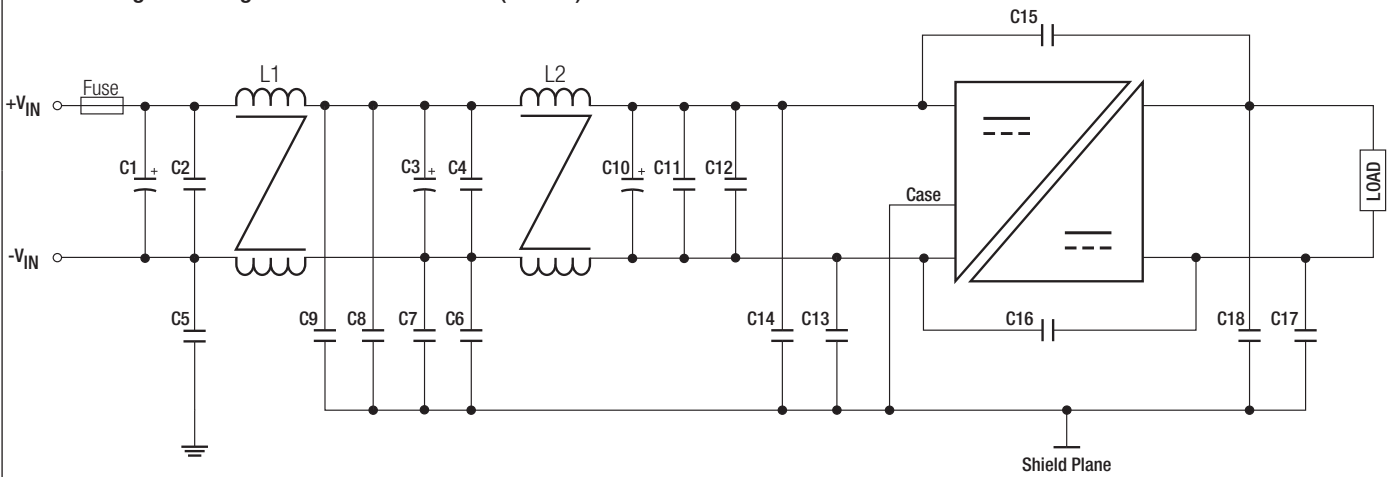 C15
Fuse
L1
L2
+VIN
C1
+
C2
C3
+
C4
C10
+
C11
C12
Case
LOAD
-VIN
C5
C9
C8
C7
C6
C14
C13
C16
C18
C17
Shield Plane